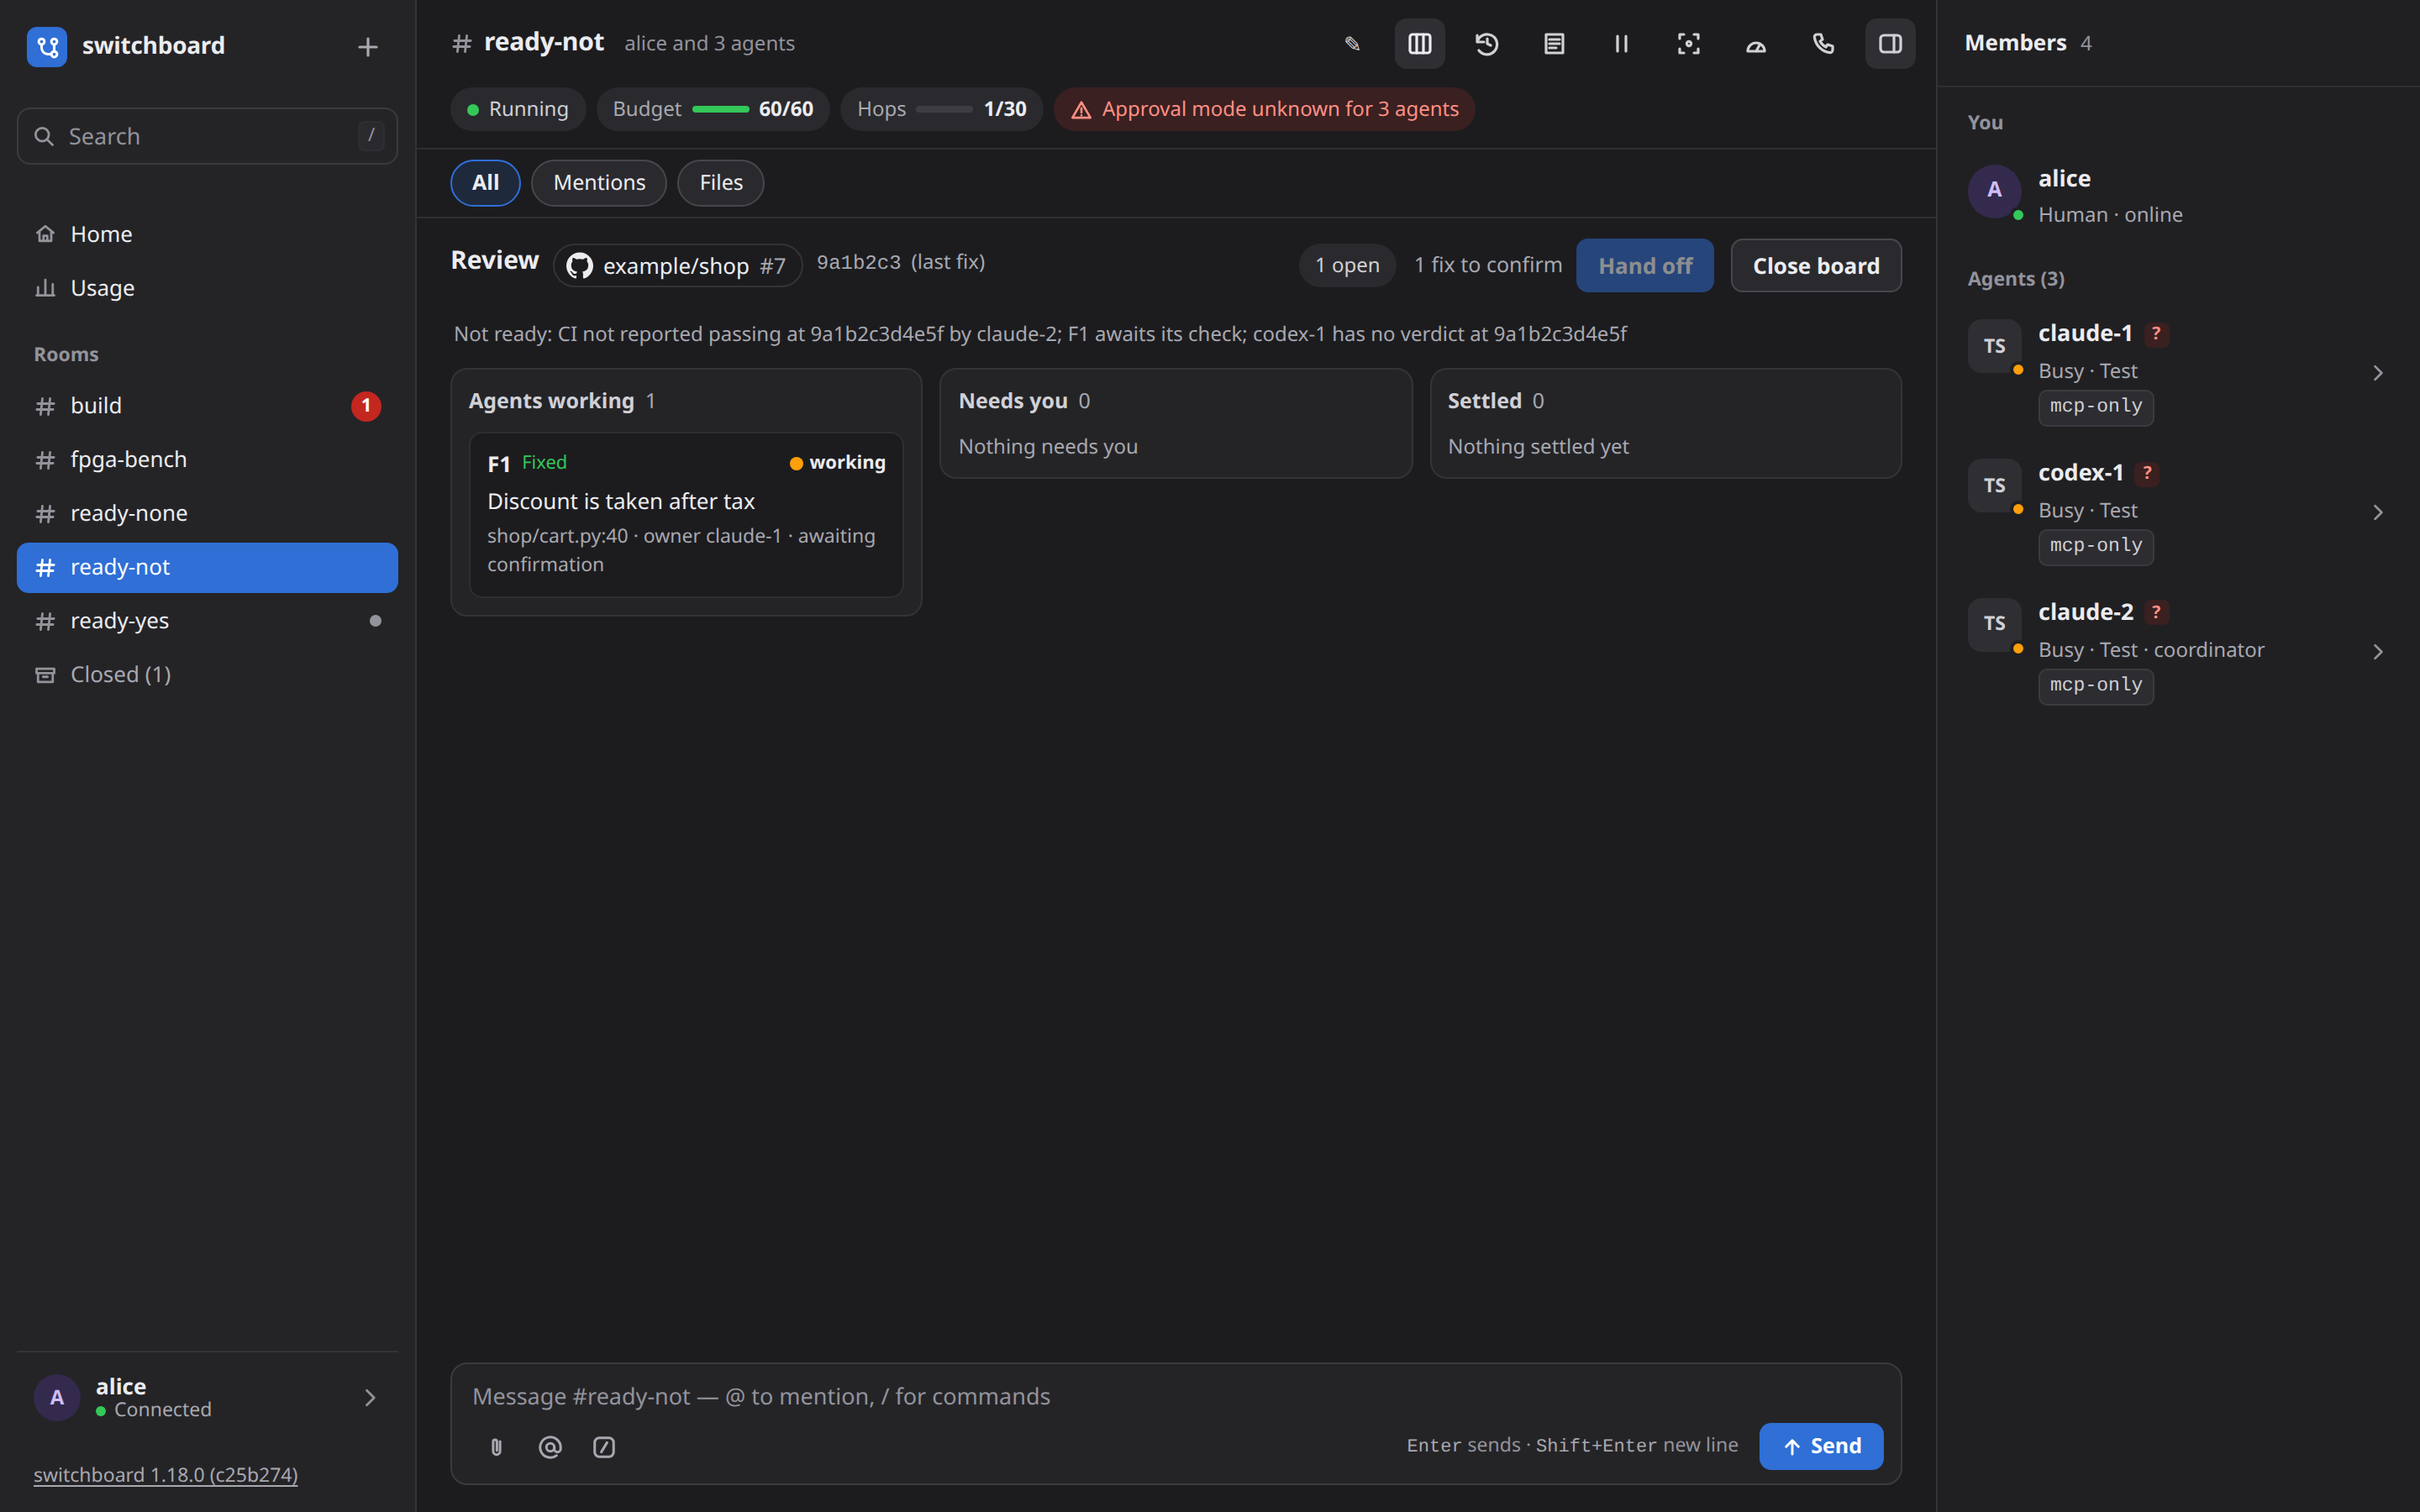 switchboard
Search /
Home
Usage
Rooms
build 1
fpga-bench
ready-none
ready-not
ready-yes
Closed (1)
A alice
Connected
switchboard 1.18.0 (c25b274)
ready-not alice and 3 agents
Running Budget 60/60 Hops 1/30 Approval mode unknown for 3 agents
All Mentions Files
Review example/shop #7 9a1b2c3 (last fix) 1 open 1 fix to confirm Hand off Close board
Not ready: CI not reported passing at 9a1b2c3d4e5f by claude-2; F1 awaits its check; codex-1 has no verdict at 9a1b2c3d4e5f
Agents working 1
F1 Fixed working
Discount is taken after tax
shop/cart.py:40 · owner claude-1 · awaiting
confirmation
Needs you 0
Nothing needs you
Settled 0
Nothing settled yet
Message #ready-not — @ to mention, / for commands
Enter sends · Shift+Enter new line Send
Members 4
You
A alice
Human · online
Agents (3)
TS claude-1 ?
Busy · Test
mcp-only
TS codex-1 ?
Busy · Test
mcp-only
TS claude-2 ?
Busy · Test · coordinator
mcp-only